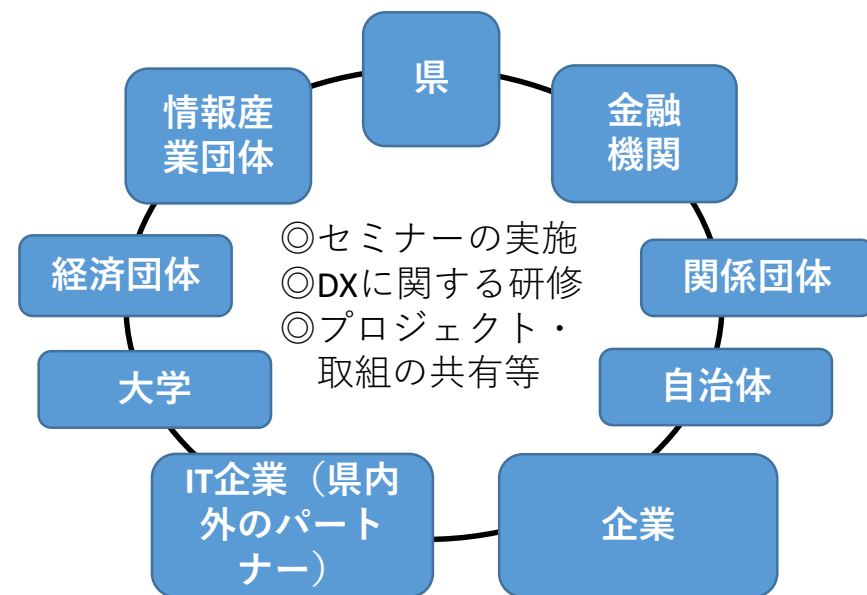 県
情報産
業団体
金融
機関
◎セミナーの実施
◎DXに関する研修
◎プロジェクト・
取組の共有等
経済団体
関係団体
大学
自治体
IT企業（県内
外のパート
ナー）
企業